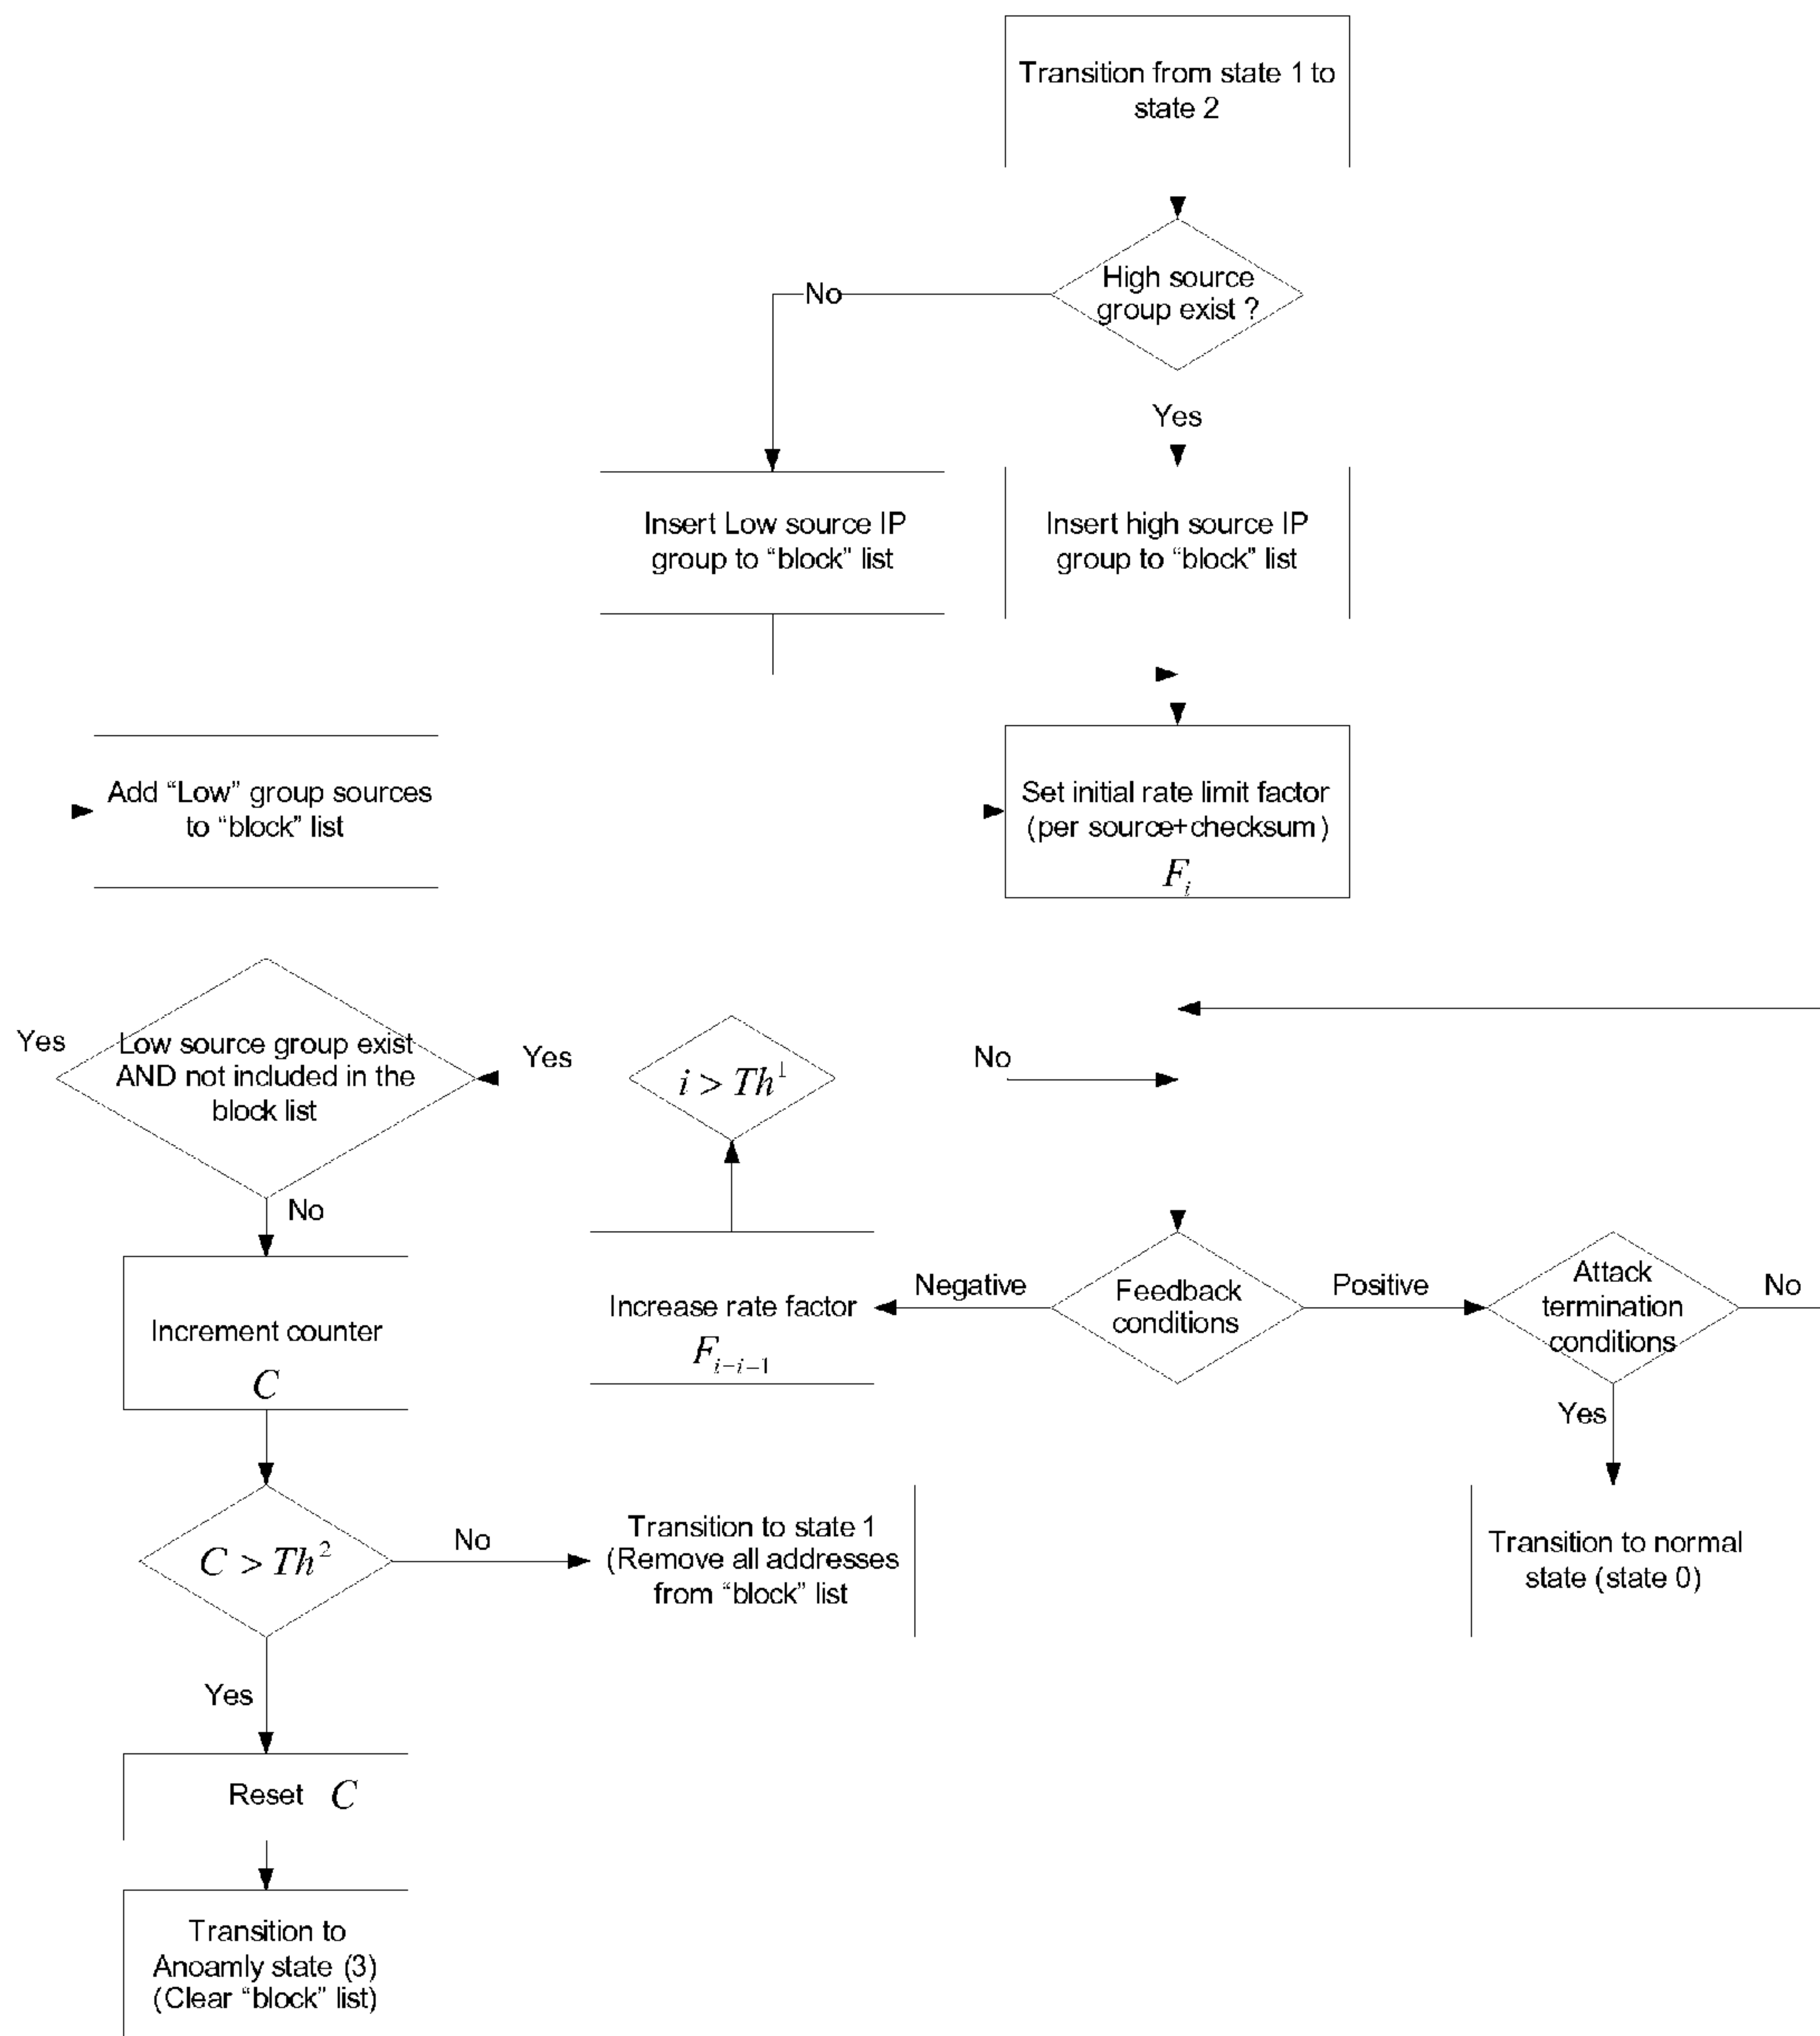 Transition from state 1 to
state 2
High source
group exist ?
No
Yes
Insert Low source IP
group to “block” list
Insert high source IP
group to “block” list
Add “Low” group sources
to “block” list
Set initial rate limit factor
(per source+checksum)
F_i
Yes
Low source group exist
AND not included in the
block list
Yes
i > Th^1
No
No
Increment counter
C
Increase rate factor
F_{i-i-1}
Negative
Feedback
conditions
Positive
Attack
termination
conditions
No
Yes
C > Th^2
No
Transition to state 1
(Remove all addresses
from “block” list
Transition to normal
state (state 0)
Yes
Reset C
Transition to
Anoamly state (3)
(Clear “block” list)